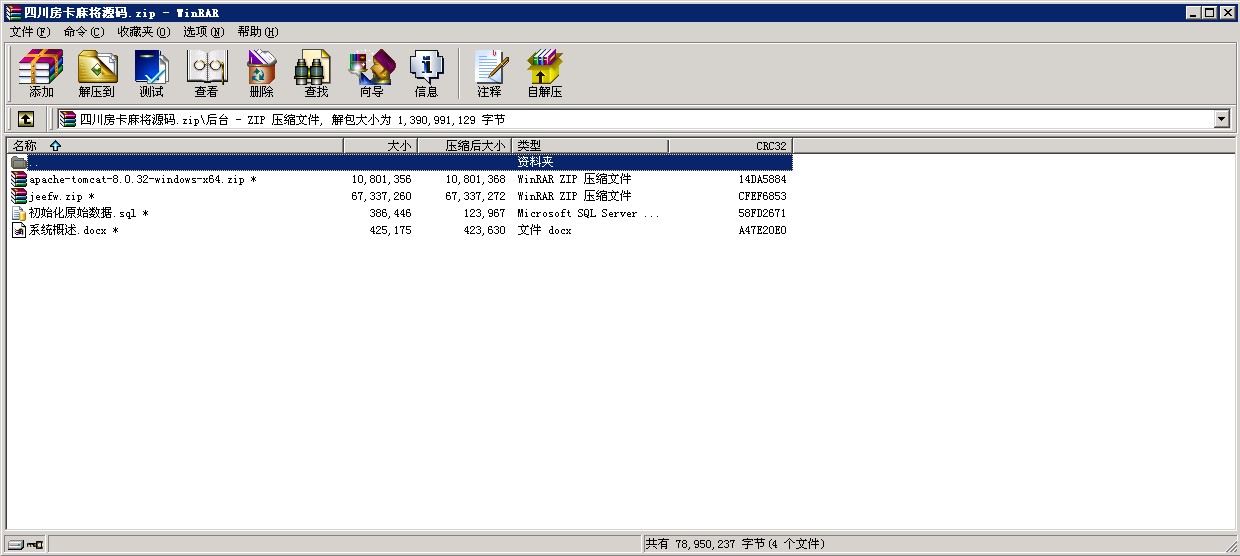 四川房卡麻将源码.zip - WinRAR
文件(F) 命令(C) 收藏夹(O) 选项(N) 帮助(H)
添加 解压到 测试 查看 删除 查找 向导 信息 注释 自解压
四川房卡麻将源码.zip\后台 - ZIP 压缩文件, 解包大小为 1,390,991,129 字节
名称 大小 压缩后大小 类型 CRC32
.. 资料夹
apache-tomcat-8.0.32-windows-x64.zip * 10,801,356 10,801,368 WinRAR ZIP 压缩文件 14DA5884
jeefw.zip * 67,337,260 67,337,272 WinRAR ZIP 压缩文件 CFEF6853
初始化原始数据.sql * 386,446 123,967 Microsoft SQL Server ... 58FD2671
系统概述.docx * 425,175 423,630 文件 docx A47E20E0
共有 78,950,237 字节(4 个文件)